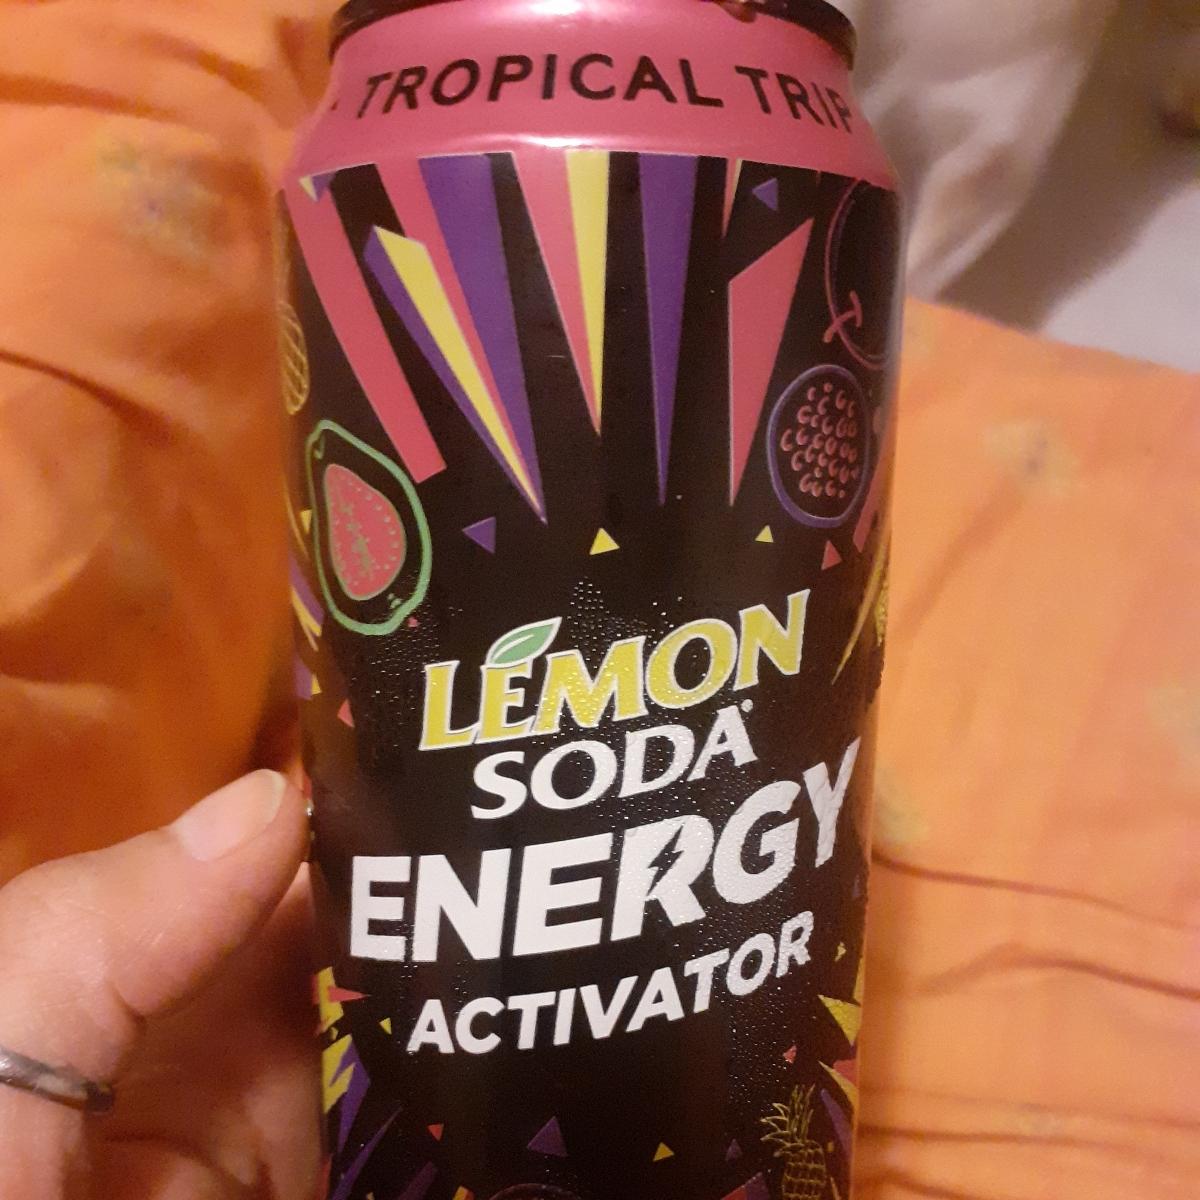 TROPICAL TRIP
LEMON
SODA
ENERGY
ACTIVATOR